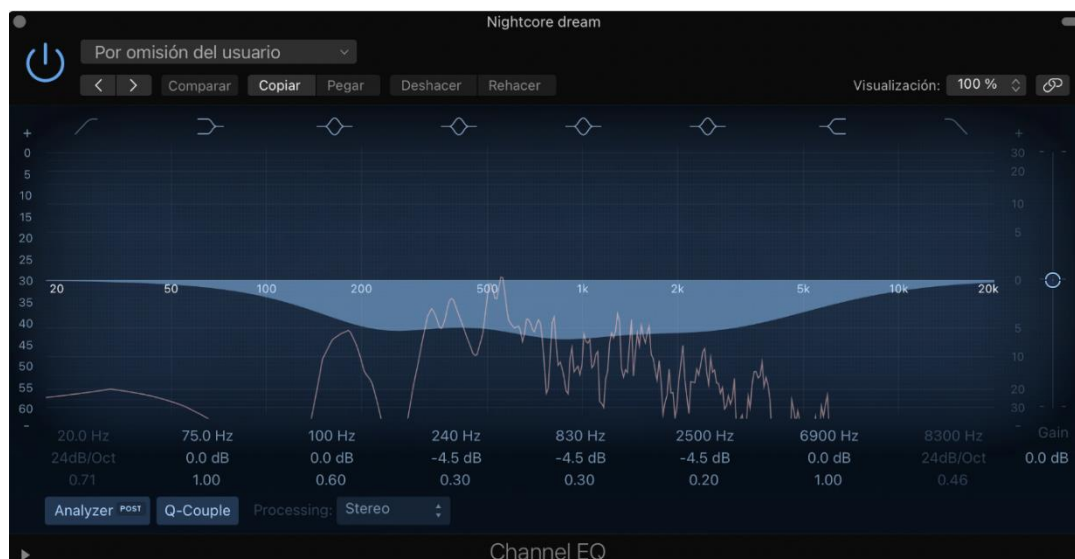 Nightcore dream
Por omisión del usuario
Comparar Copiar Pegar Deshacer Rehacer Visualización: 100 %
+ +
0 30
5 20
10 10
15 5
20
25
30 20 50 100 200 500 1k 2k 5k 10k 20k 0
35
40 5
45
50 10
55 20
60 30
- -
20.0 Hz 75.0 Hz 100 Hz 240 Hz 830 Hz 2500 Hz 6900 Hz 8300 Hz Gain
24dB/Oct 0.0 dB 0.0 dB -4.5 dB -4.5 dB -4.5 dB 0.0 dB 24dB/Oct 0.0 dB
0.71 1.00 0.60 0.30 0.30 0.20 1.00 0.46
Analyzer POST Q-Couple Processing: Stereo
Channel EQ